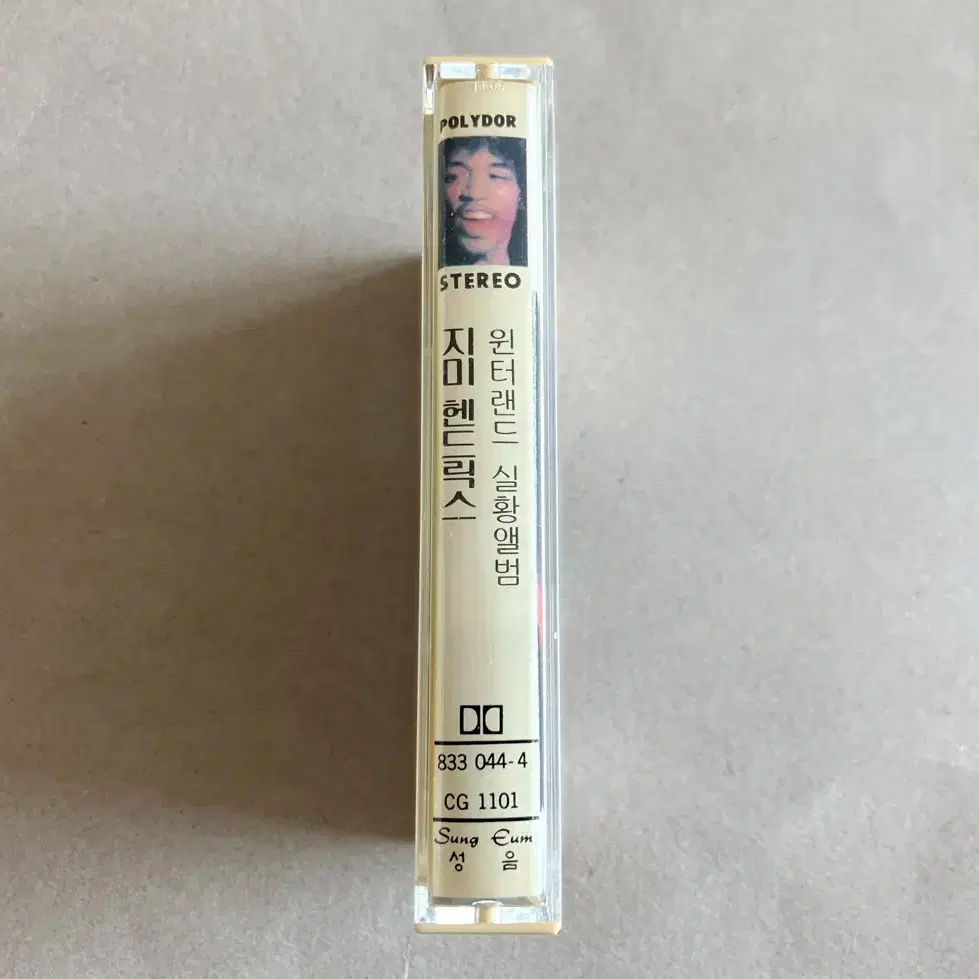 POLYDOR
STEREO
지미 헨드릭스
윈터랜드 실황앨범
833 044-4
CG 1101
Sung Eum
성 음